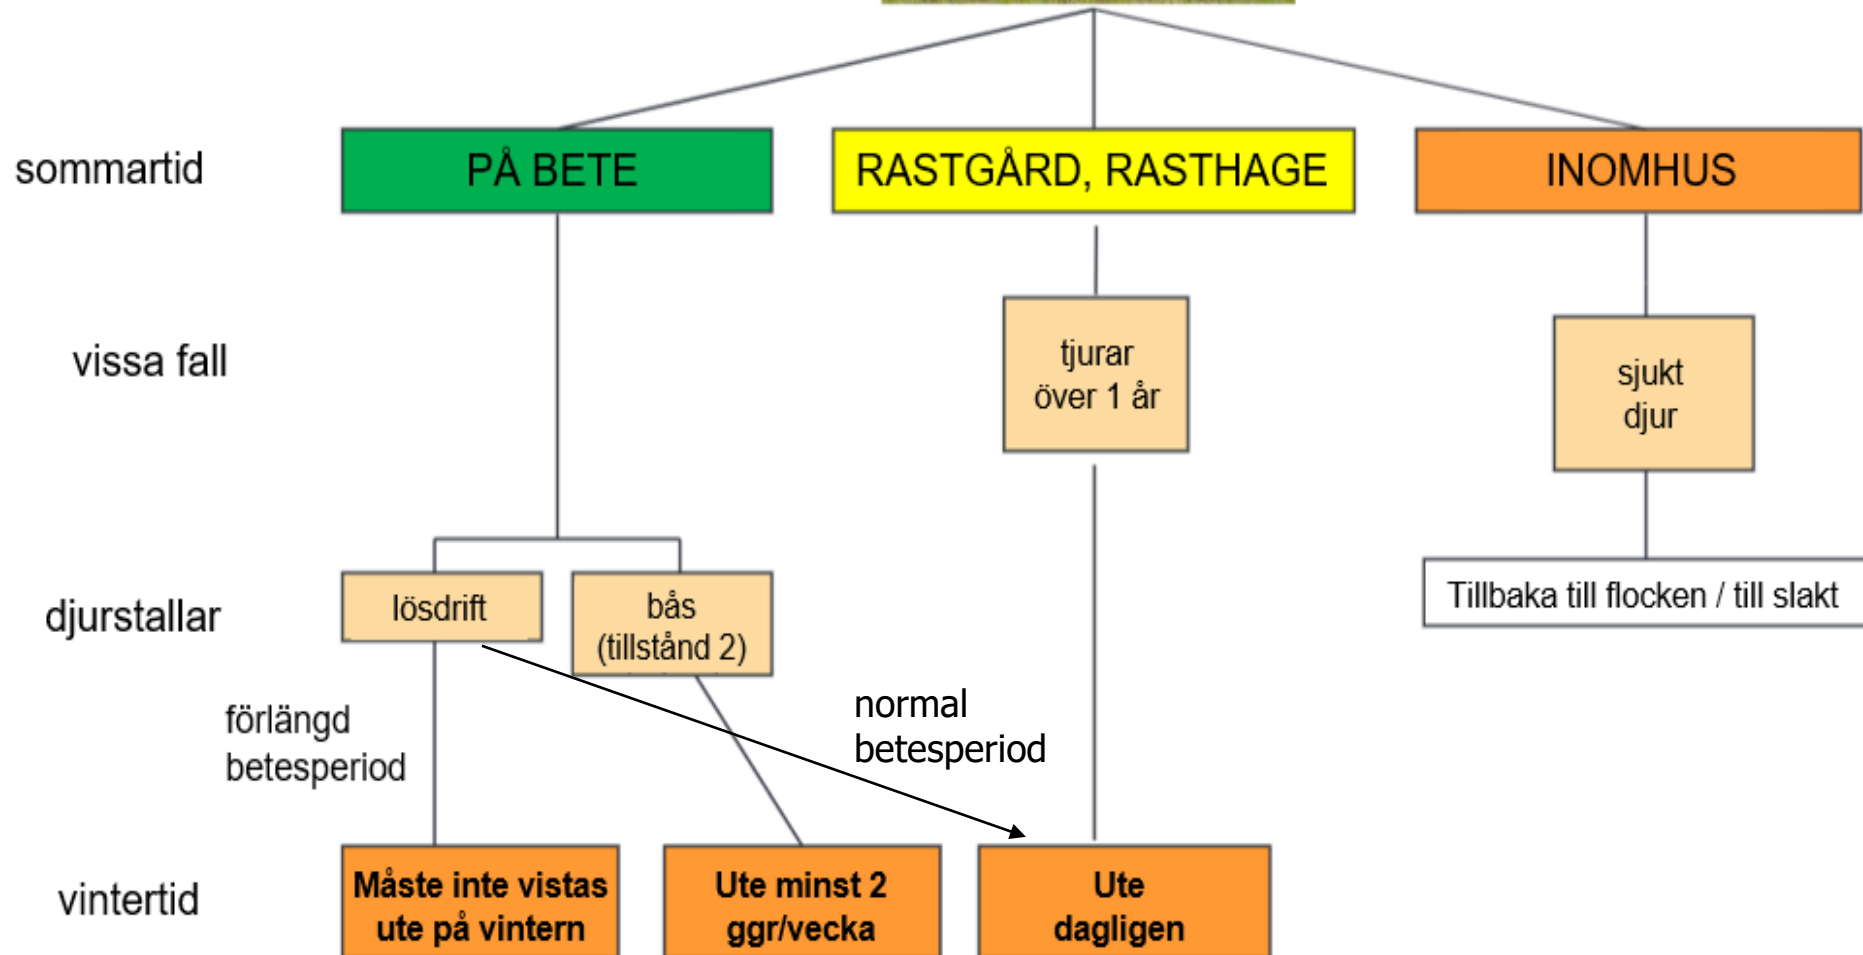 sommartid
PÅ BETE
RASTGÅRD, RASTHAGE
INOMHUS
vissa fall
tjurar
över 1 år
sjukt
djur
djurstallar
lösdrift
bås
(tillstånd 2)
Tillbaka till flocken / till slakt
förlängd
betesperiod
normal
betesperiod
vintertid
Måste inte vistas
ute på vintern
Ute minst 2
ggr/vecka
Ute
dagligen